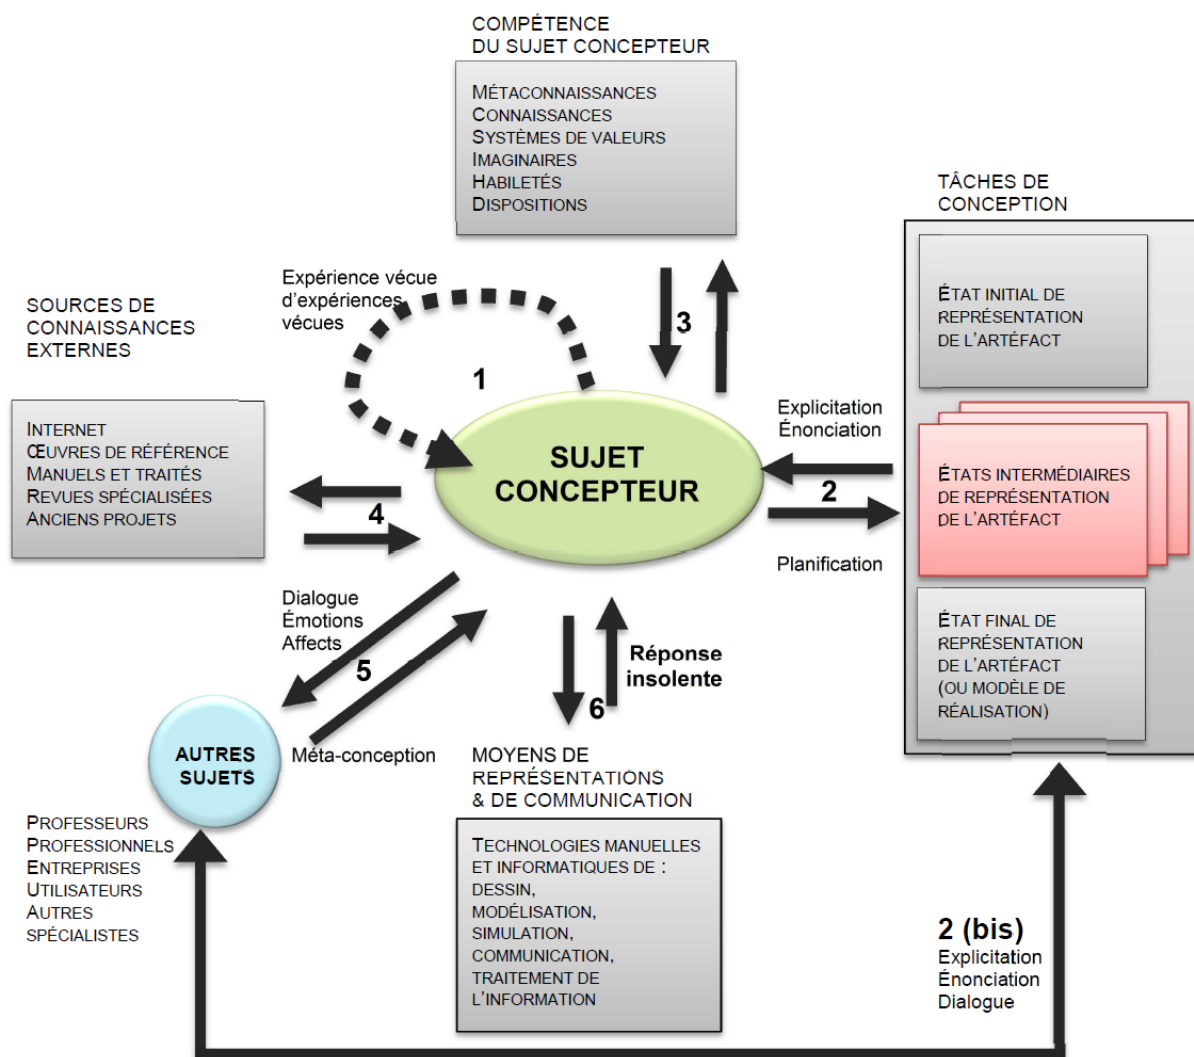 COMPÉTENCE
DU SUJET CONCEPTEUR
MÉTACONNAISSANCES
CONNAISSANCES
SYSTÈMES DE VALEURS
IMAGINAIRES
HABILETÉS
DISPOSITIONS
TÂCHES DE
CONCEPTION
ÉTAT INITIAL DE
REPRÉSENTATION
DE L'ARTÉFACT
ÉTATS INTERMÉDIAIRES
DE REPRÉSENTATION
DE L'ARTÉFACT
ÉTAT FINAL DE
REPRÉSENTATION
DE L'ARTÉFACT
(OU MODÈLE DE
RÉALISATION)
Expérience vécue
d'expériences
vécues
1
3
SOURCES DE
CONNAISSANCES
EXTERNES
INTERNET
ŒUVRES DE RÉFÉRENCE
MANUELS ET TRAITÉS
REVUES SPÉCIALISÉES
ANCIENS PROJETS
4
SUJET
CONCEPTEUR
Explicitation
Énonciation
2
Planification
Dialogue
Émotions
Affects
5
Méta-conception
Réponse
insolente
6
AUTRES
SUJETS
PROFESSEURS
PROFESSIONNELS
ENTREPRISES
UTILISATEURS
AUTRES
SPÉCIALISTES
MOYENS DE
REPRÉSENTATIONS
& DE COMMUNICATION
TECHNOLOGIES MANUELLES
ET INFORMATIQUES DE :
DESSIN,
MODÉLISATION,
SIMULATION,
COMMUNICATION,
TRAITEMENT DE
L'INFORMATION
2 (bis)
Explicitation
Énonciation
Dialogue